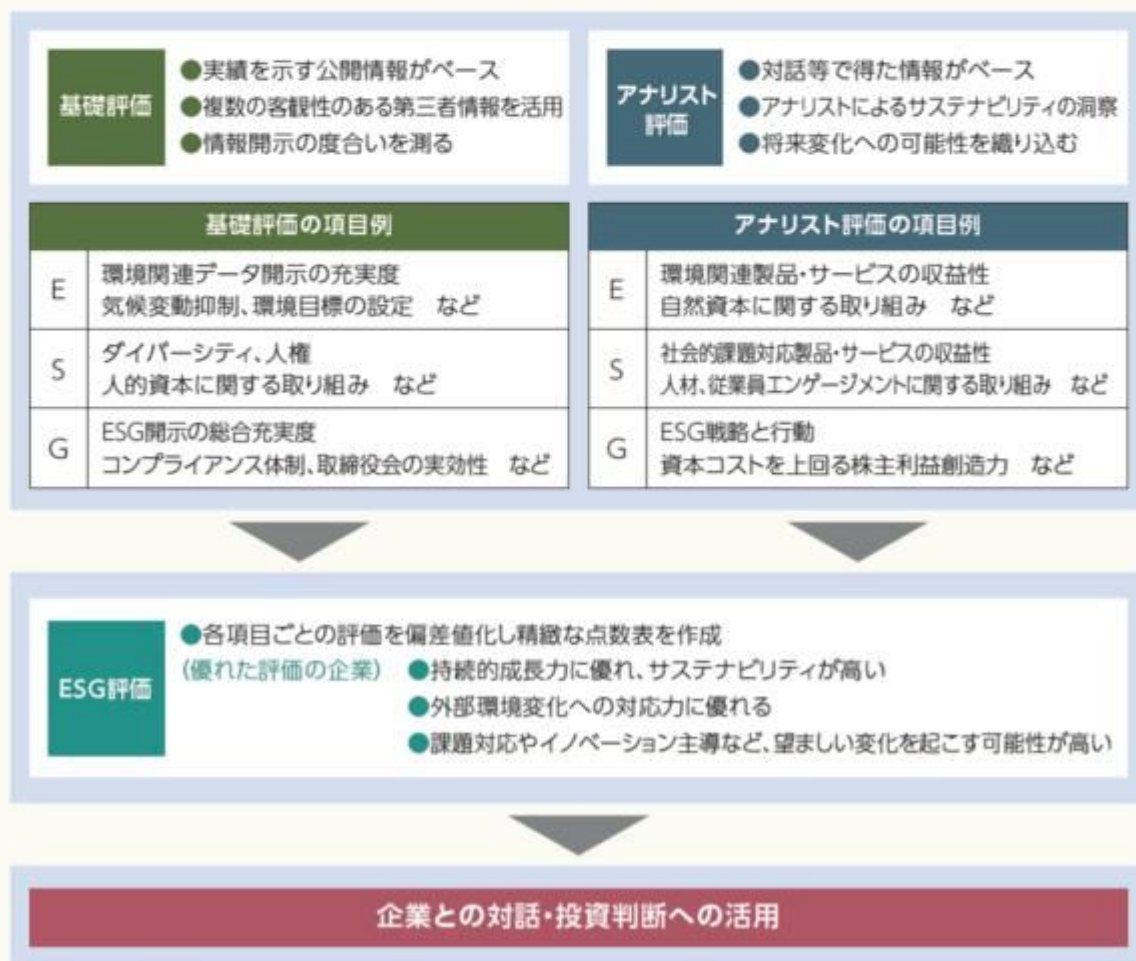 基礎評価
●実績を示す公開情報がベース
●複数の客観性のある第三者情報を活用
●情報開示の度合いを測る
アナリスト
評価
●対話等で得た情報がベース
●アナリストによるサステナビリティの洞察
●将来変化への可能性を織り込む
基礎評価の項目例
E
環境関連データ開示の充実度
気候変動抑制、環境目標の設定　など
S
ダイバーシティ、人権
人的資本に関する取り組み　など
G
ESG開示の総合充実度
コンプライアンス体制、取締役会の実効性　など
アナリスト評価の項目例
E
環境関連製品・サービスの収益性
自然資本に関する取り組み　など
S
社会的課題対応製品・サービスの収益性
人材、従業員エンゲージメントに関する取り組み　など
G
ESG戦略と行動
資本コストを上回る株主利益創造力　など
ESG評価
●各項目ごとの評価を偏差値化し精緻な点数表を作成
(優れた評価の企業)　●持続的成長力に優れ、サステナビリティが高い
●外部環境変化への対応力に優れる
●課題対応やイノベーション主導など、望ましい変化を起こす可能性が高い
企業との対話・投資判断への活用